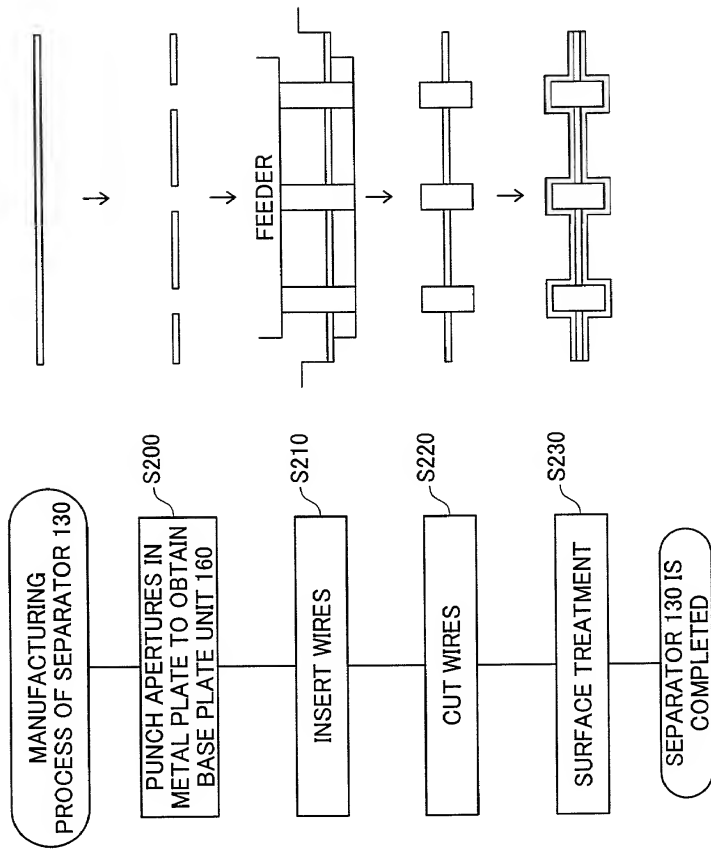 MANUFACTURING
PROCESS OF SEPARATOR 130
S200
PUNCH APERTURES IN
METAL PLATE TO OBTAIN
BASE PLATE UNIT 160
S210
INSERT WIRES
FEEDER
S220
CUT WIRES
S230
SURFACE TREATMENT
SEPARATOR 130 IS
COMPLETED